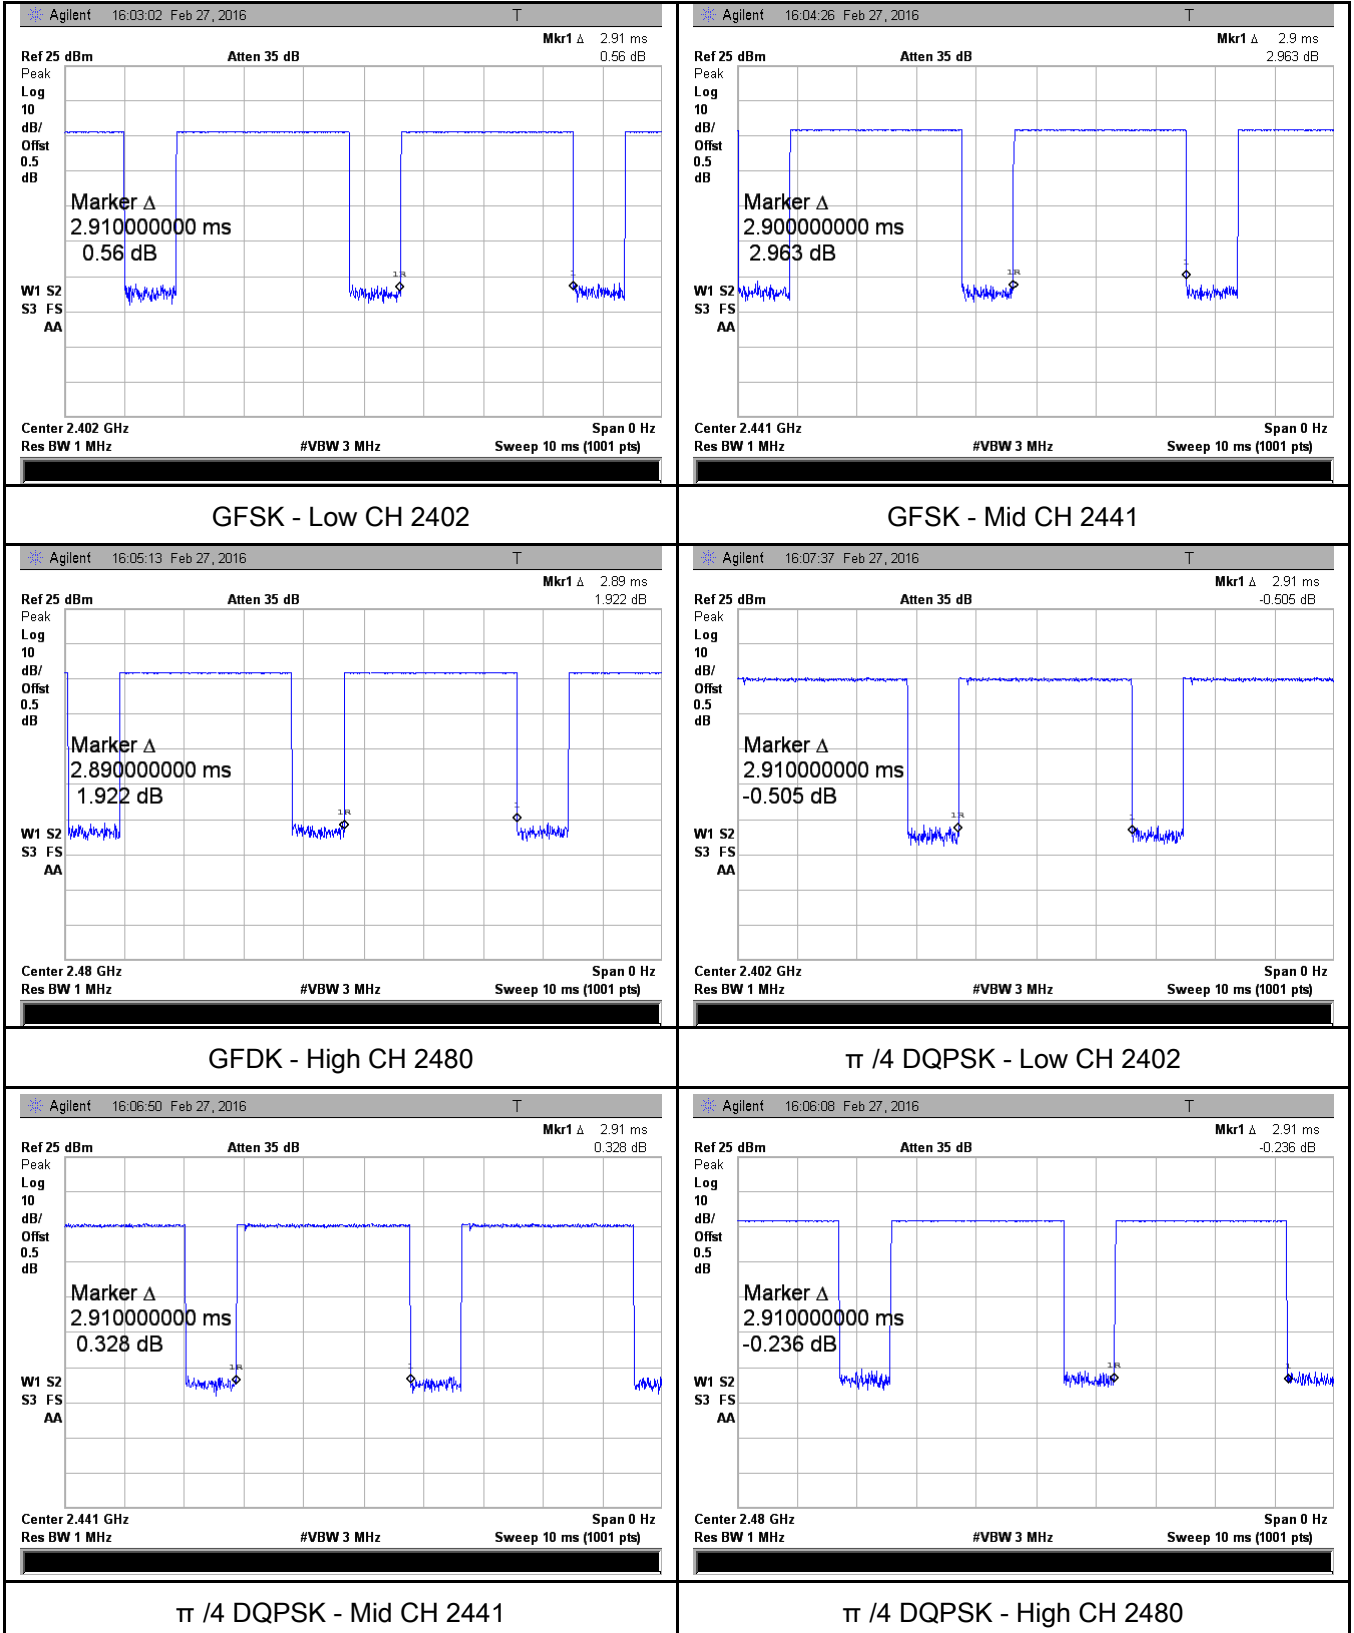 Agilent 16:03:02 Feb 27, 2016 T
Mkr1 Δ 2.91 ms
Ref 25 dBm Atten 35 dB 0.56 dB
Peak
Log
10
dB/
Offst
0.5
dB
Marker Δ
2.910000000 ms
0.56 dB
1R
1
W1 S2
S3 FS
AA
Center 2.402 GHz Span 0 Hz
Res BW 1 MHz #VBW 3 MHz Sweep 10 ms (1001 pts)
GFSK - Low CH 2402
Agilent 16:04:26 Feb 27, 2016 T
Mkr1 Δ 2.9 ms
Ref 25 dBm Atten 35 dB 2.963 dB
Peak
Log
10
dB/
Offst
0.5
dB
Marker Δ
2.900000000 ms
2.963 dB
1R
1
W1 S2
S3 FS
AA
Center 2.441 GHz Span 0 Hz
Res BW 1 MHz #VBW 3 MHz Sweep 10 ms (1001 pts)
GFSK - Mid CH 2441
Agilent 16:05:13 Feb 27, 2016 T
Mkr1 Δ 2.89 ms
Ref 25 dBm Atten 35 dB 1.922 dB
Peak
Log
10
dB/
Offst
0.5
dB
Marker Δ
2.890000000 ms
1.922 dB
1R
1
W1 S2
S3 FS
AA
Center 2.48 GHz Span 0 Hz
Res BW 1 MHz #VBW 3 MHz Sweep 10 ms (1001 pts)
GFDK - High CH 2480
Agilent 16:07:37 Feb 27, 2016 T
Mkr1 Δ 2.91 ms
Ref 25 dBm Atten 35 dB -0.505 dB
Peak
Log
10
dB/
Offst
0.5
dB
Marker Δ
2.910000000 ms
-0.505 dB
1R
1
W1 S2
S3 FS
AA
Center 2.402 GHz Span 0 Hz
Res BW 1 MHz #VBW 3 MHz Sweep 10 ms (1001 pts)
π /4 DQPSK - Low CH 2402
Agilent 16:06:50 Feb 27, 2016 T
Mkr1 Δ 2.91 ms
Ref 25 dBm Atten 35 dB 0.328 dB
Peak
Log
10
dB/
Offst
0.5
dB
Marker Δ
2.910000000 ms
0.328 dB
1R
1
W1 S2
S3 FS
AA
Center 2.441 GHz Span 0 Hz
Res BW 1 MHz #VBW 3 MHz Sweep 10 ms (1001 pts)
π /4 DQPSK - Mid CH 2441
Agilent 16:06:08 Feb 27, 2016 T
Mkr1 Δ 2.91 ms
Ref 25 dBm Atten 35 dB -0.236 dB
Peak
Log
10
dB/
Offst
0.5
dB
Marker Δ
2.910000000 ms
-0.236 dB
1R
1
W1 S2
S3 FS
AA
Center 2.48 GHz Span 0 Hz
Res BW 1 MHz #VBW 3 MHz Sweep 10 ms (1001 pts)
π /4 DQPSK - High CH 2480